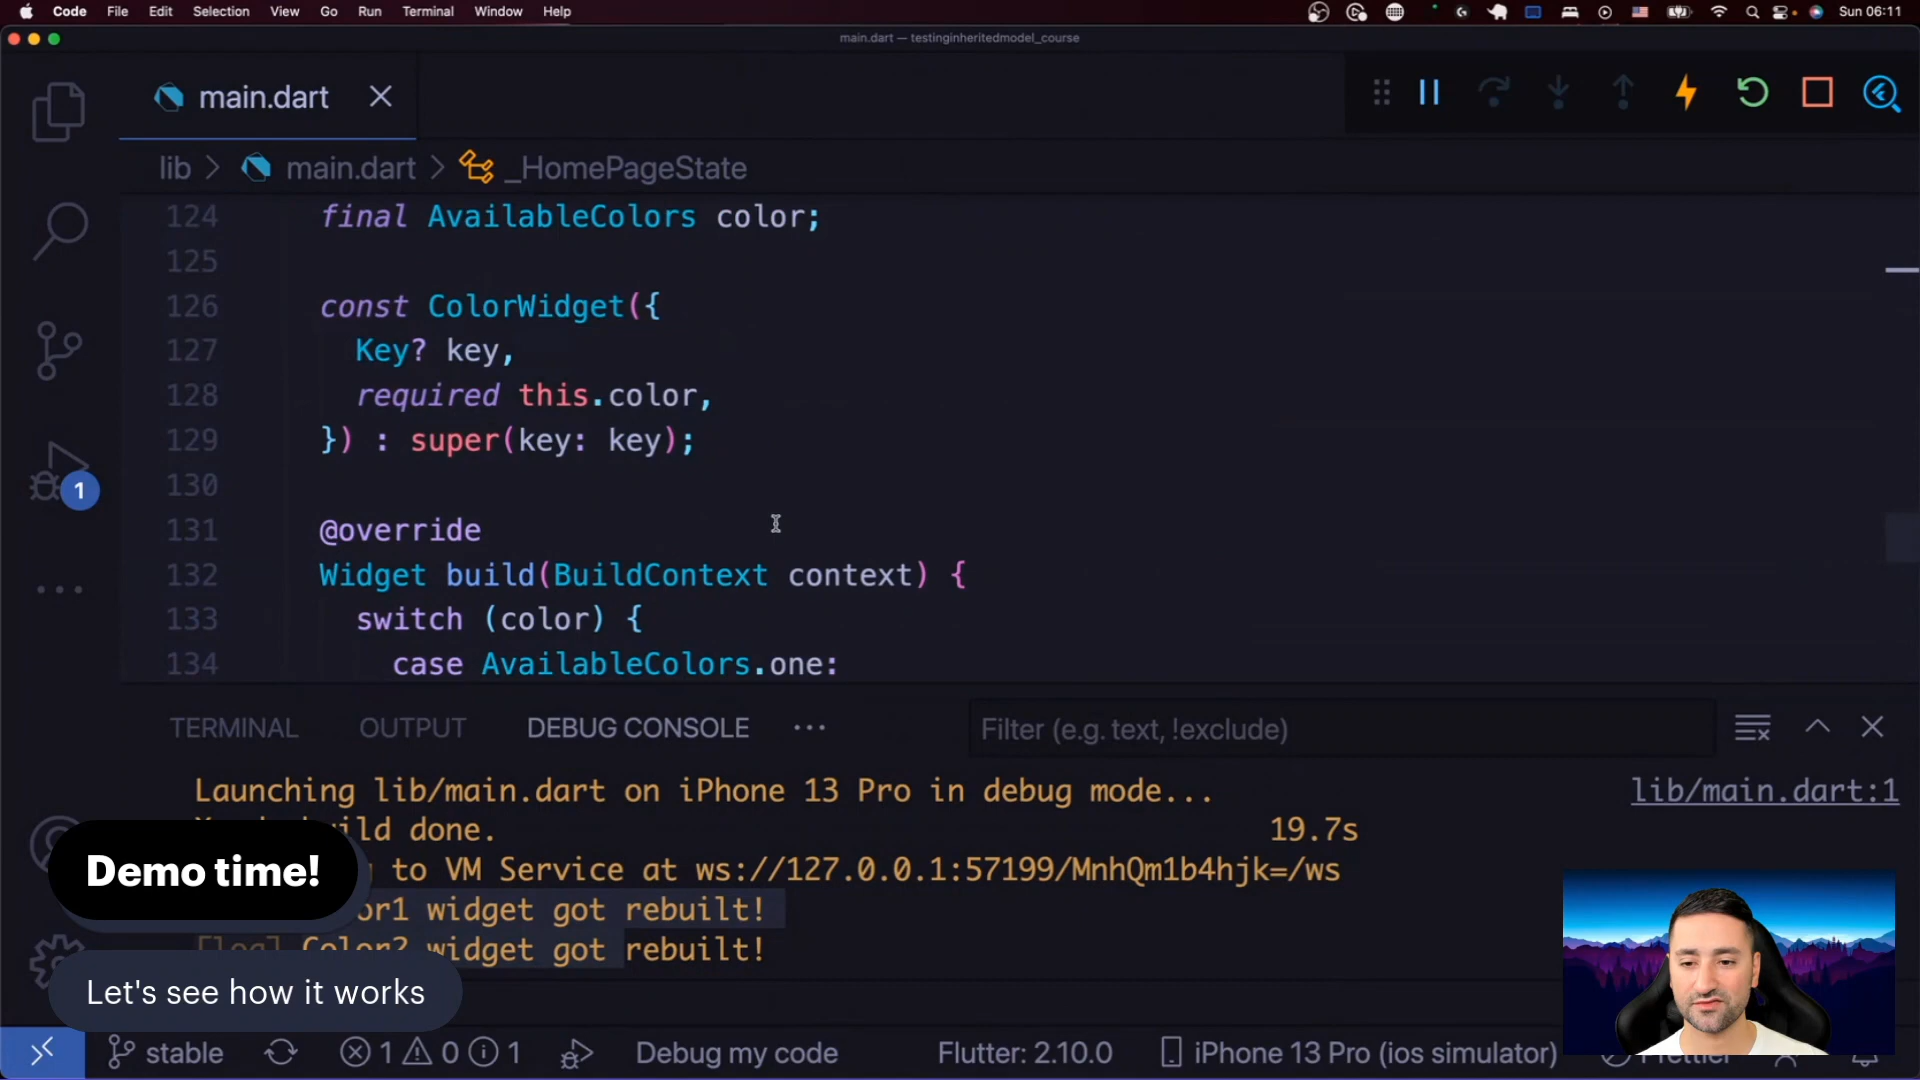 Code File Edit Selection View Go Run Terminal Window Help Sun 06:11
main.dart — testinginheritedmodel_course
main.dart
lib > main.dart > _HomePageState
124 final AvailableColors color;
125
126 const ColorWidget({
127 Key? key,
128 required this.color,
129 }) : super(key: key);
130
131 @override
132 Widget build(BuildContext context) {
133 switch (color) {
134 case AvailableColors.one:
TERMINAL OUTPUT DEBUG CONSOLE ··· Filter (e.g. text, !exclude)
Launching lib/main.dart on iPhone 13 Pro in debug mode... lib/main.dart:1
build done. 19.7s
to VM Service at ws://127.0.0.1:57199/MnhQm1b4hjk=/ws
or1 widget got rebuilt!
[log] Color2 widget got rebuilt!
1
Demo time!
Let's see how it works
stable 1 0 1 Debug my code Flutter: 2.10.0 iPhone 13 Pro (ios simulator) Prettier